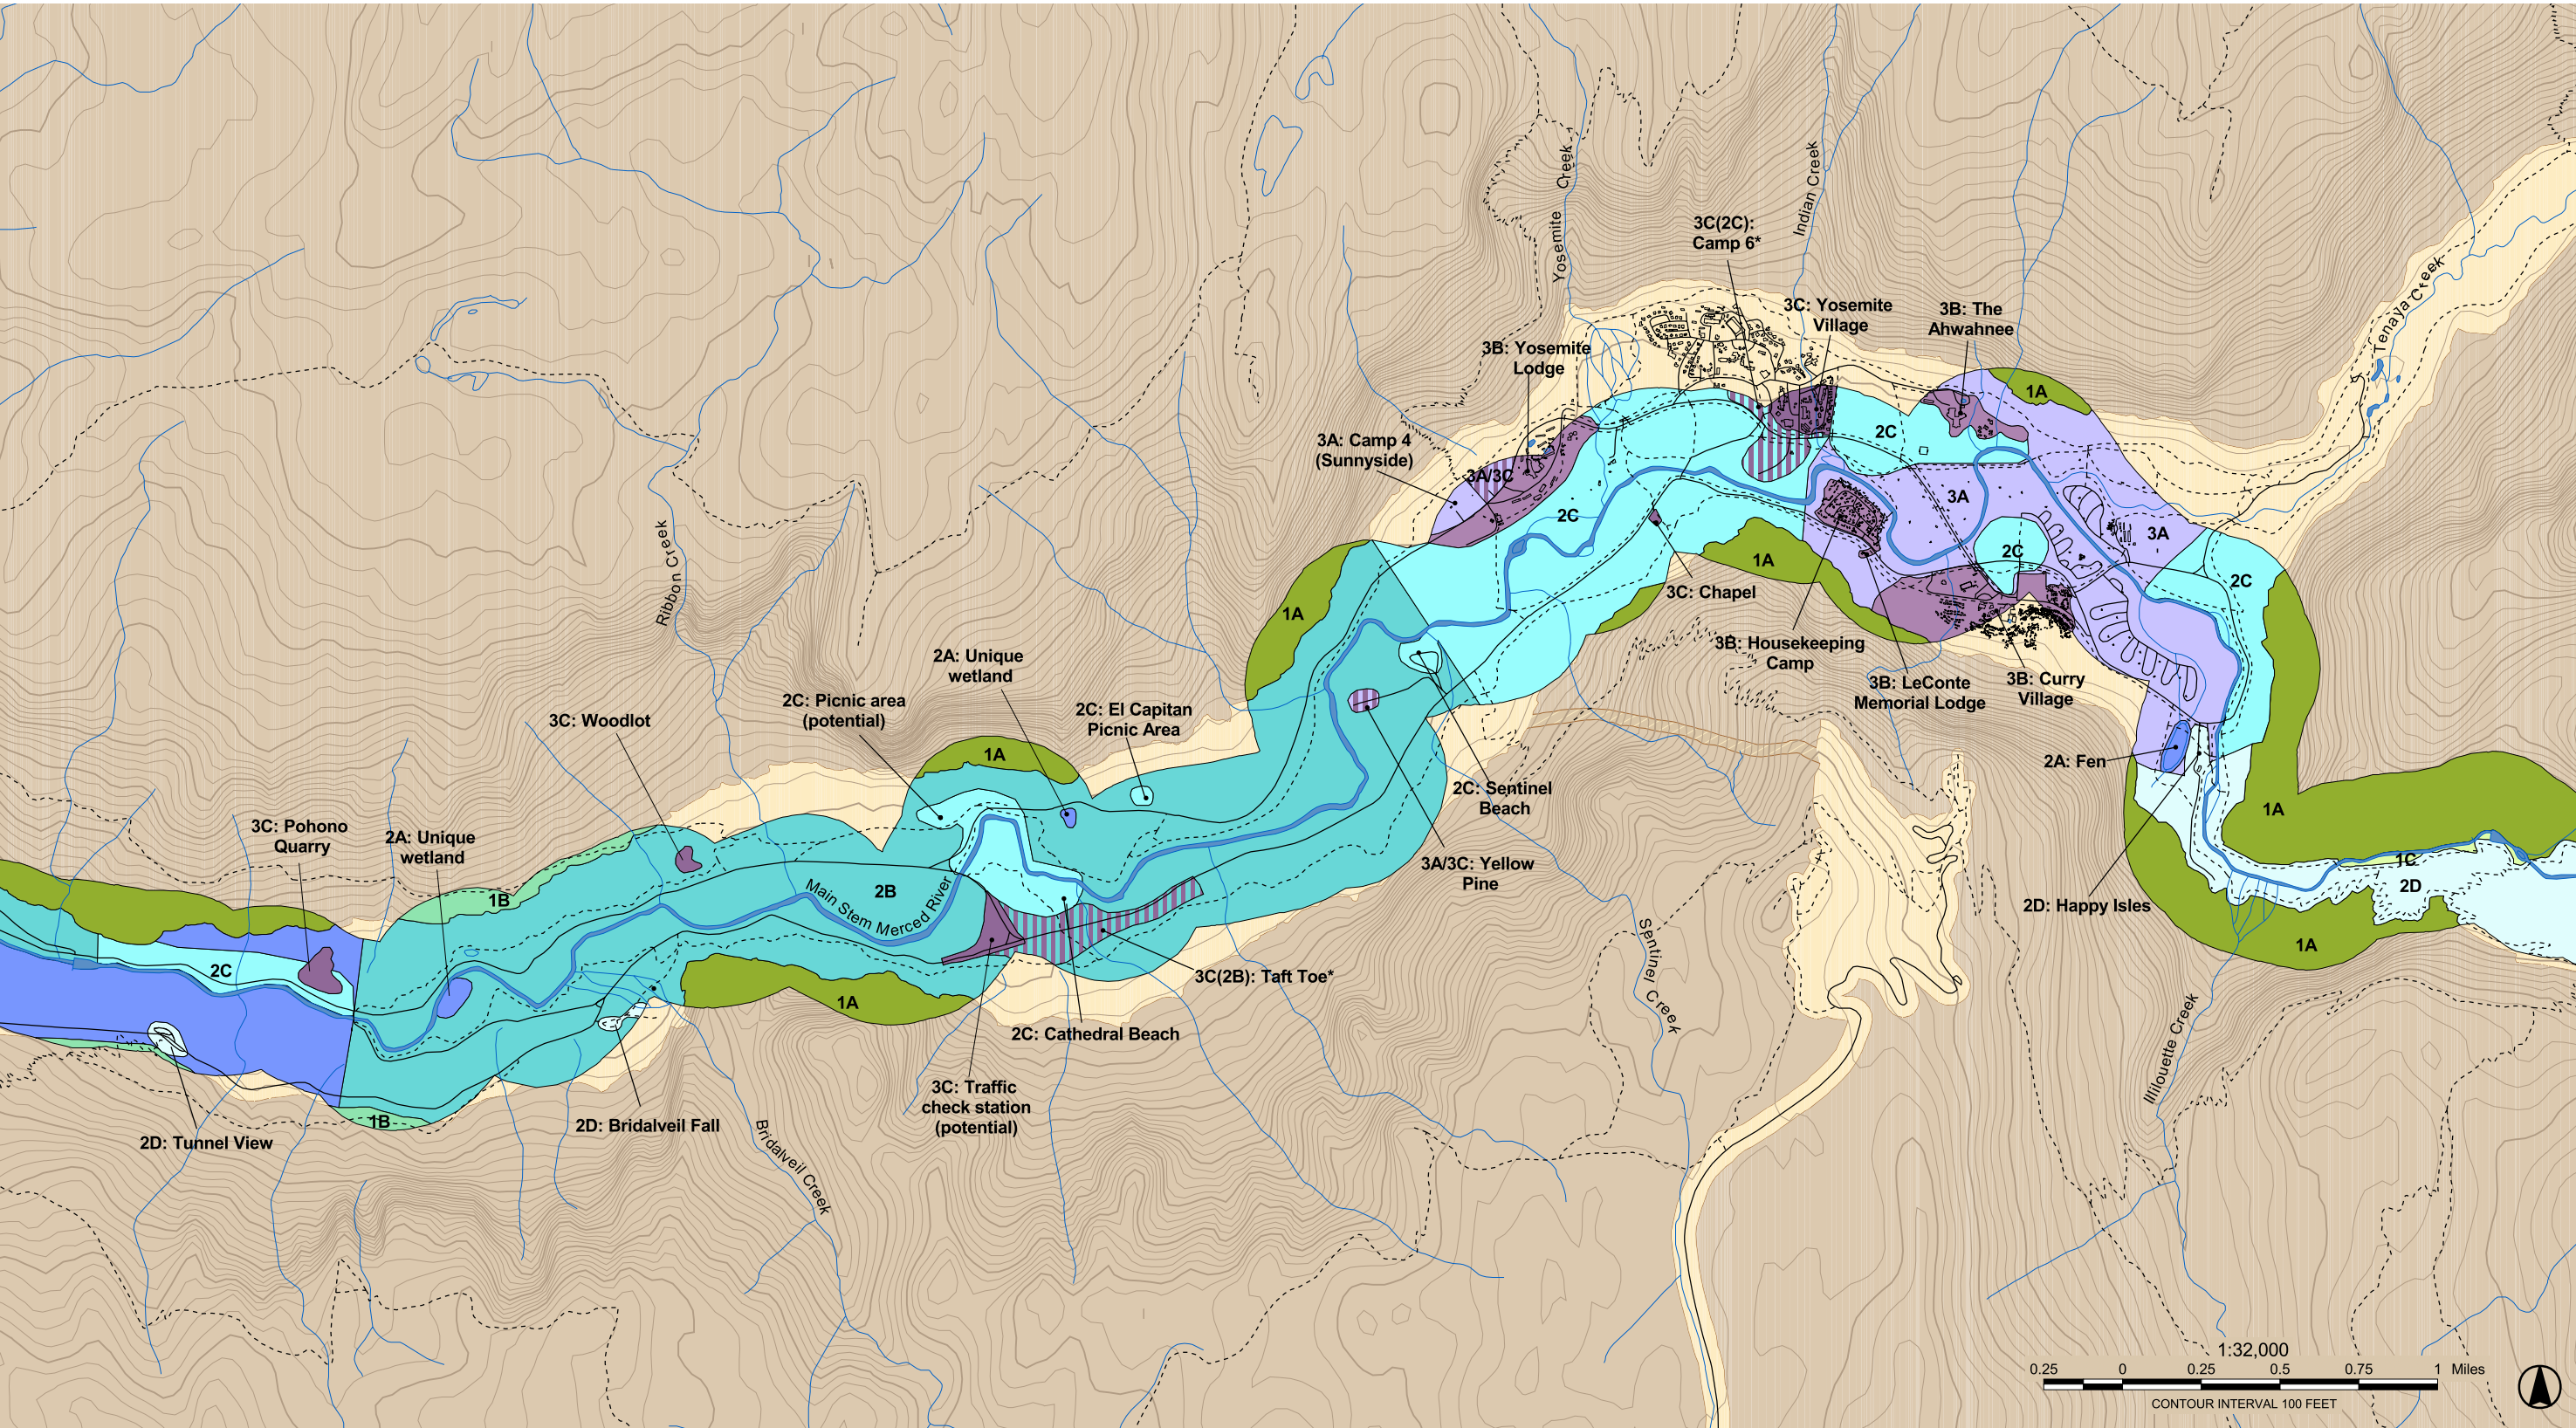 Yosemite Creek
Indian Creek
3C(2C):
Camp 6*
3C: Yosemite
Village
3B: The
Ahwahnee
Tenaya Creek
3B: Yosemite
Lodge
1A
3A: Camp 4
(Sunnyside)
3A/3C
2C
2C
3A
3A
2C
2C
1A
1A
3C: Chapel
Ribbon Creek
3B: Housekeeping
Camp
3B: LeConte
Memorial Lodge
3B: Curry
Village
2A: Unique
wetland
2C: Picnic area
(potential)
2C: El Capitan
Picnic Area
3C: Woodlot
1A
2A: Fen
2C: Sentinel
Beach
1A
3C: Pohono
Quarry
2A: Unique
wetland
3A/3C: Yellow
Pine
1C
2D
2D: Happy Isles
1B
2B
Main Stem Merced River
Sentinel Creek
1A
2C
3C(2B): Taft Toe*
1A
2C: Cathedral Beach
Illilouette Creek
3C: Traffic
check station
(potential)
1B
2D: Tunnel View
2D: Bridalveil Fall
Bridalveil Creek
1:32,000
0.25 0 0.25 0.5 0.75 1 Miles
CONTOUR INTERVAL 100 FEET